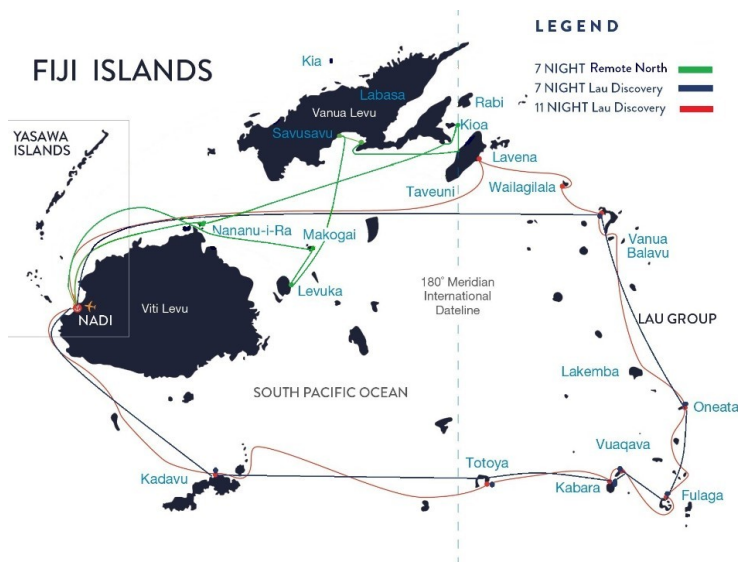 LEGEND
FIJI ISLANDS
7 NIGHT Remote North
7 NIGHT Lau Discovery
11 NIGHT Lau Discovery
Kia
Labasa
Rabi
Vanua Levu
Kioa
Savusavu
YASAWA
ISLANDS
Lavena
Taveuni
Wailagilala
Nananu-i-Ra
Makogai
Vanua
Balavu
Levuka
180° Meridian
International
Dateline
Viti Levu
NADI
LAU GROUP
Lakemba
SOUTH PACIFIC OCEAN
Oneata
Vuaqava
Totoya
Kadavu
Kabara
Fulaga